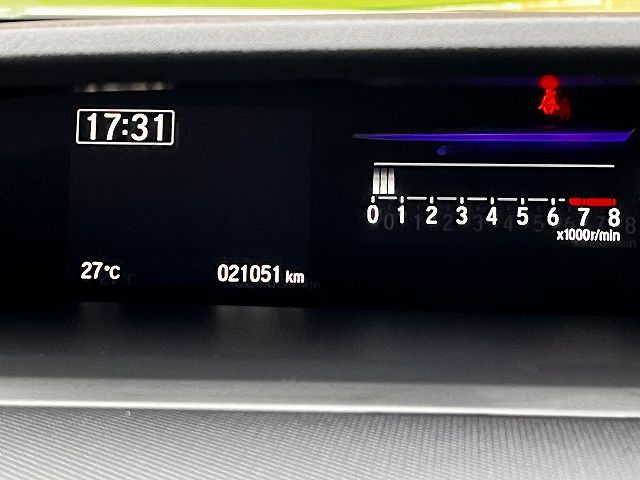 17:31
0 1 2 3 4 5 6 7 8
x1000r/min
27°c
021051 km